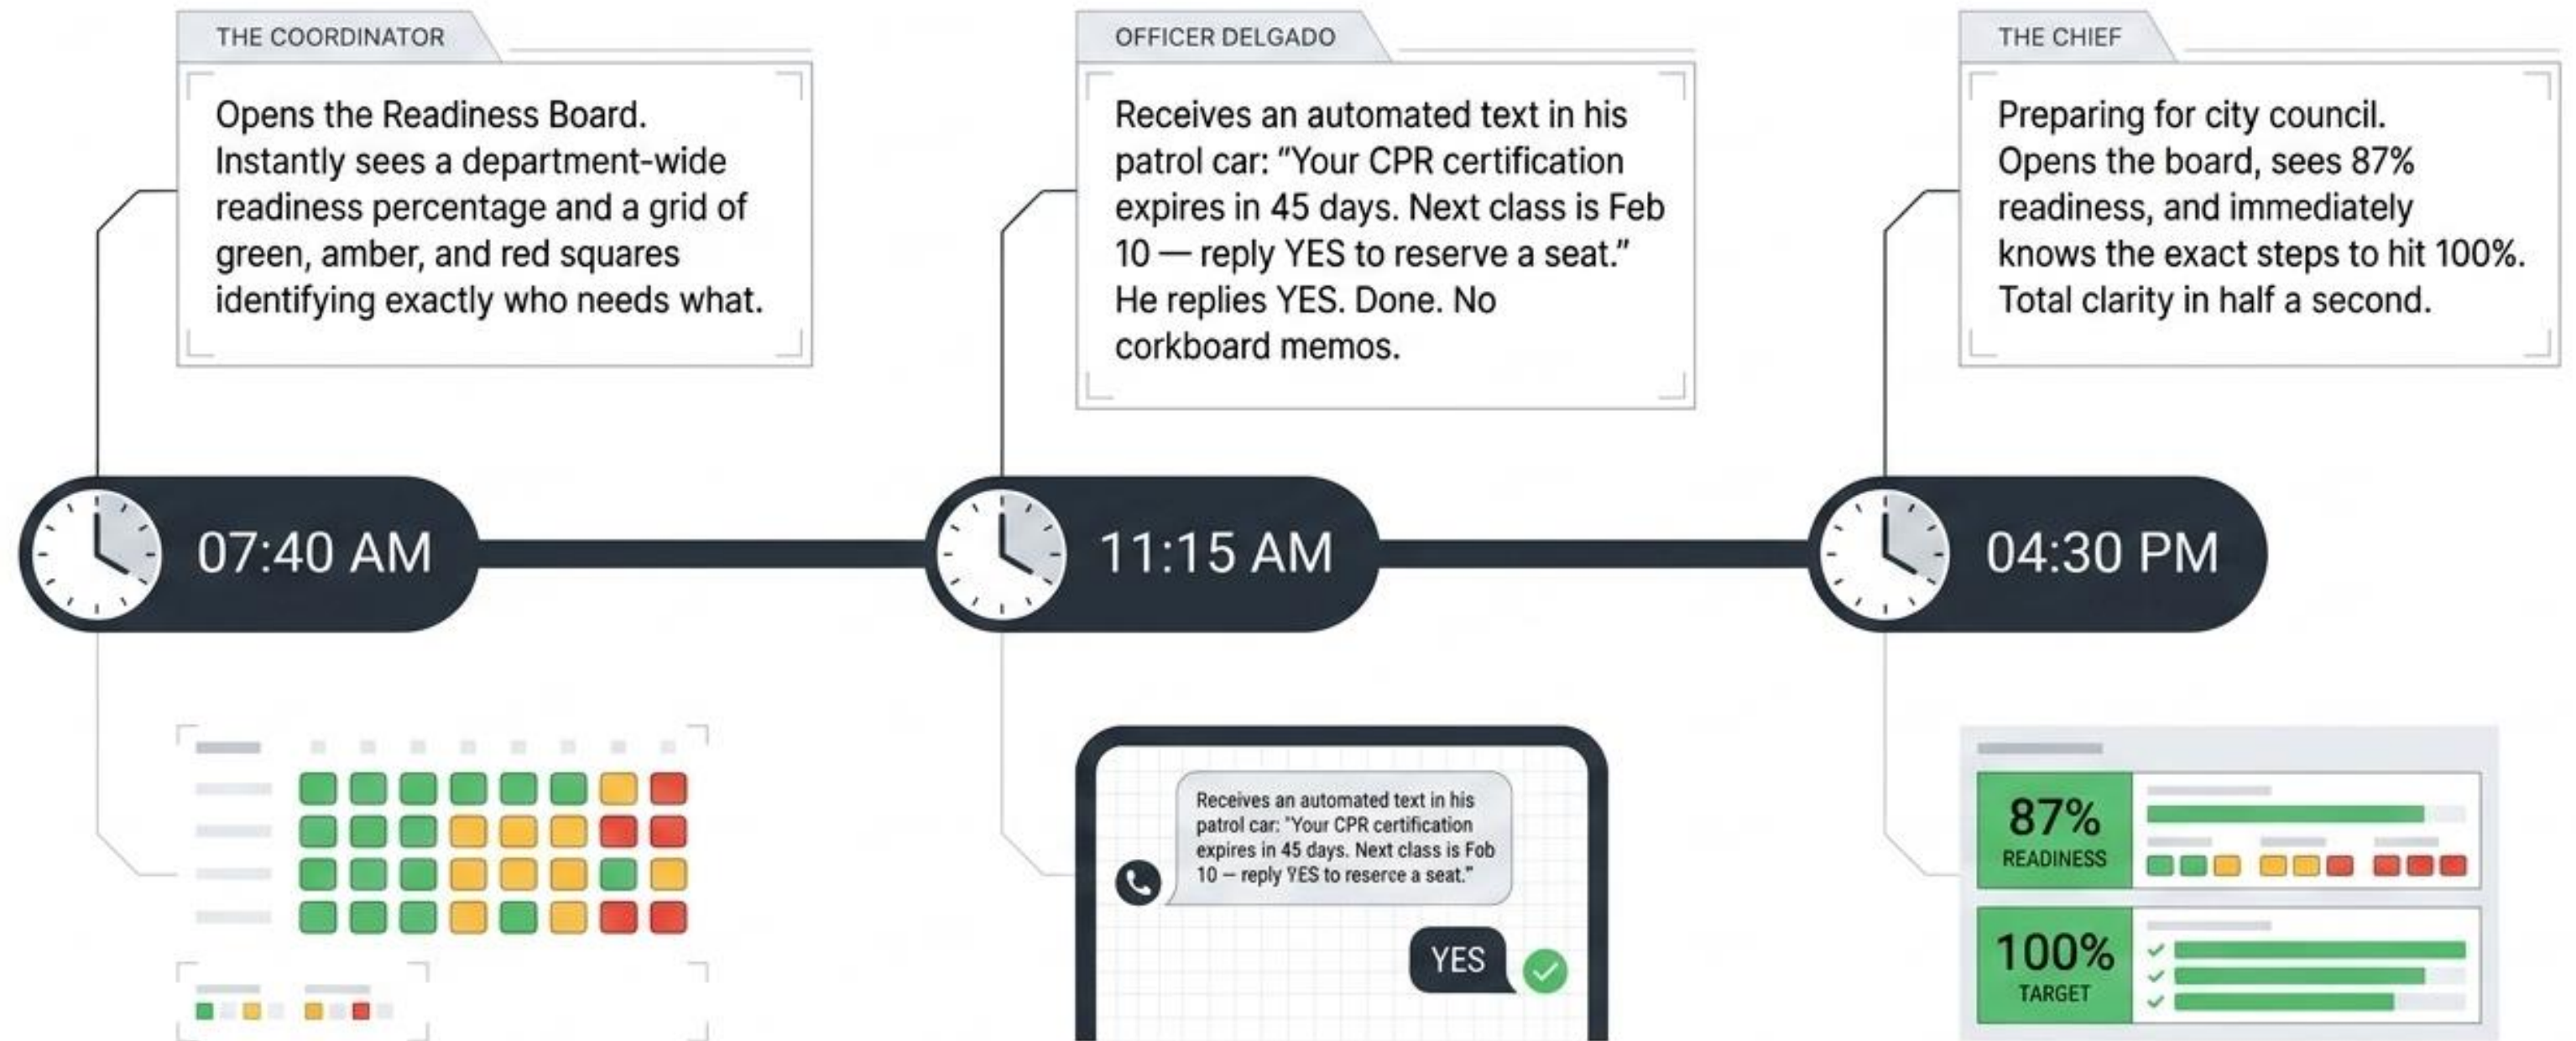 THE COORDINATOR
Opens the Readiness Board.
Instantly sees a department-wide
readiness percentage and a grid of
green, amber, and red squares
identifying exactly who needs what.
OFFICER DELGADO
Receives an automated text in his
patrol car: "Your CPR certification
expires in 45 days. Next class is Feb
10 — reply YES to reserve a seat."
He replies YES. Done. No
corkboard memos.
THE CHIEF
Preparing for city council.
Opens the board, sees 87%
readiness, and immediately
knows the exact steps to hit 100%.
Total clarity in half a second.
07:40 AM
11:15 AM
04:30 PM
Receives an automated text in his
patrol car: "Your CPR certification
expires in 45 days. Next class is Fob
10 — reply YES to reserce a seat."
YES
87%
READINESS
100%
TARGET